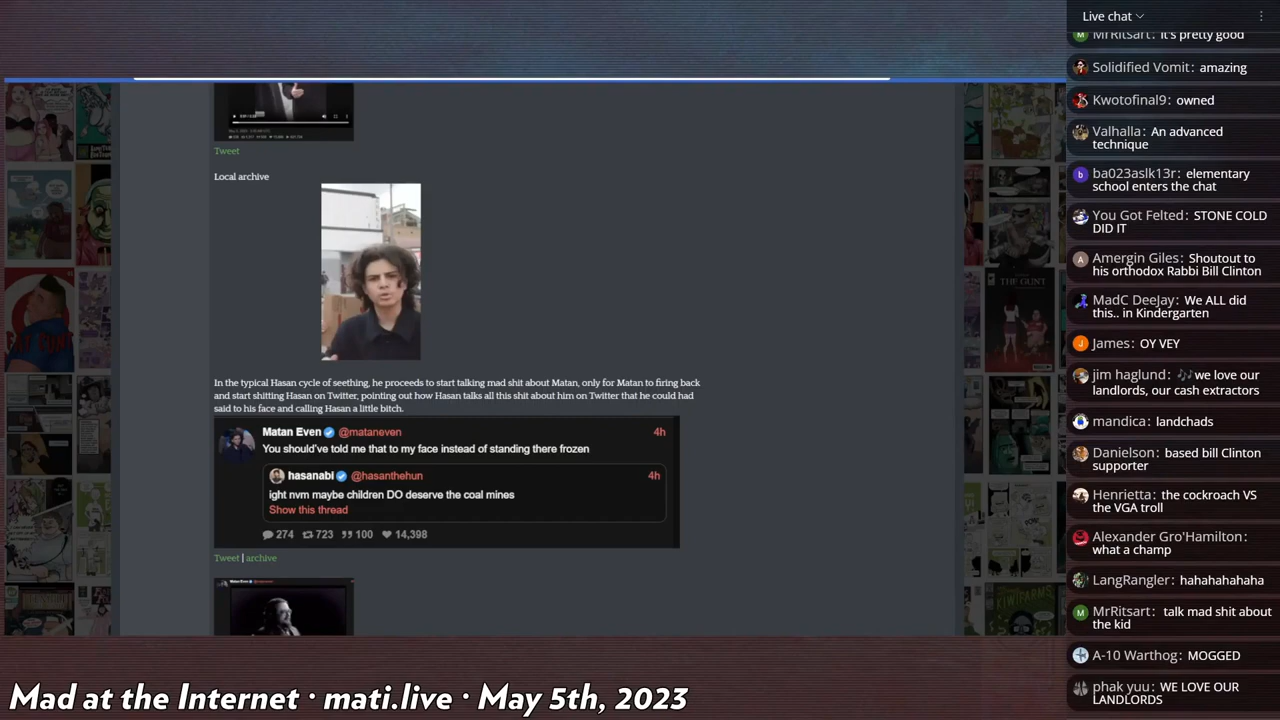 Live chat
MrRitsart: it's pretty good
Solidified Vomit: amazing
Kwotofinal9: owned
Valhalla: An advanced
technique
ba023aslk13r: elementary
school enters the chat
You Got Felted: STONE COLD
DID IT
Amergin Giles: Shoutout to
his orthodox Rabbi Bill Clinton
MadC DeeJay: We ALL did
this.. in Kindergarten
James: OY VEY
jim haglund: 🎶 we love our
landlords, our cash extractors
mandica: landchads
Danielson: based bill Clinton
supporter
Henrietta: the cockroach VS
the VGA troll
Alexander Gro'Hamilton:
what a champ
LangRangler: hahahahahaha
MrRitsart: talk mad shit about
the kid
A-10 Warthog: MOGGED
phak yuu: WE LOVE OUR
LANDLORDS
Tweet
Local archive
In the typical Hasan cycle of seething, he proceeds to start talking mad shit about Matan, only for Matan to firing back
and start shitting Hasan on Twitter, pointing out how Hasan talks all this shit about him on Twitter that he could had
said to his face and calling Hasan a little bitch.
Matan Even @mataneven 4h
You should've told me that to my face instead of standing there frozen
hasanabi @hasanthehun 4h
ight nvm maybe children DO deserve the coal mines
Show this thread
274 723 100 14,398
Tweet | archive
Matan Even
THE GUNT
Mad at the Internet · mati.live · May 5th, 2023